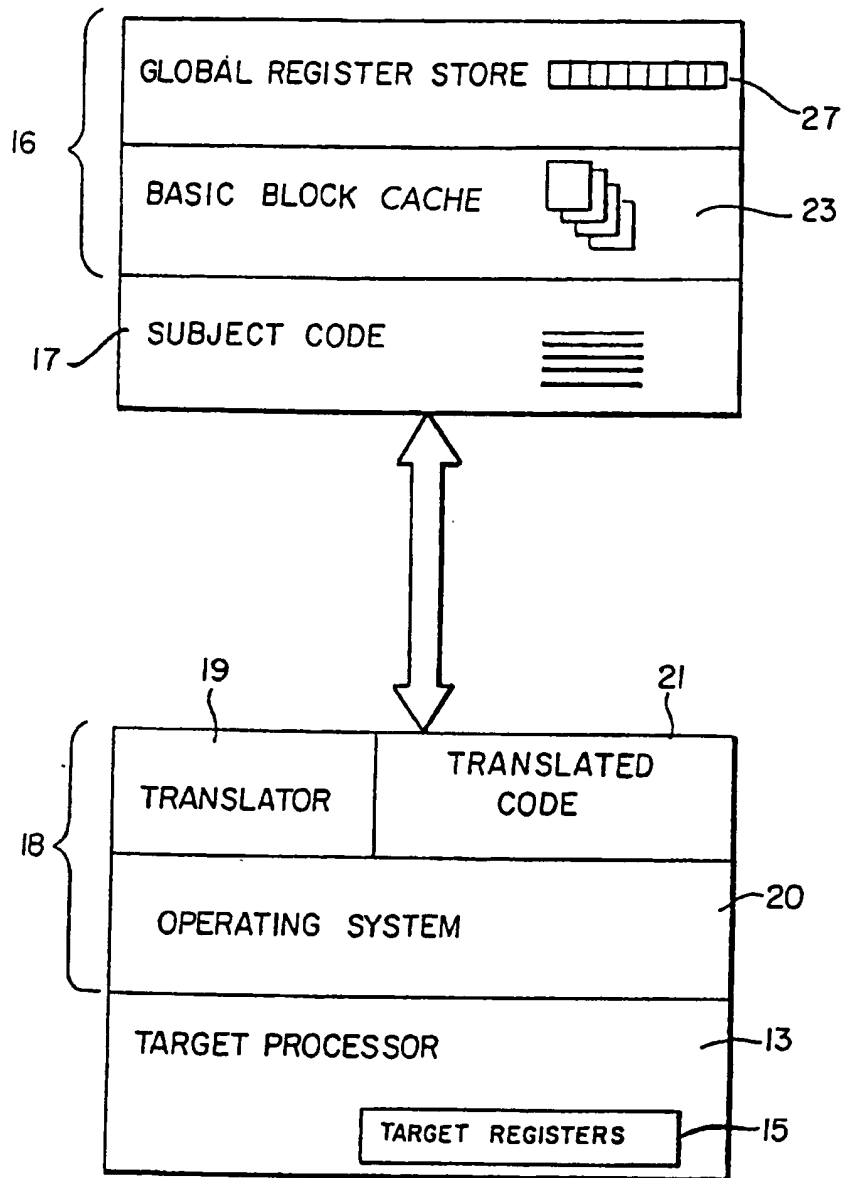 GLOBAL REGISTER STORE
27
16
BASIC BLOCK CACHE
23
SUBJECT CODE
17
19
21
TRANSLATOR
TRANSLATED
CODE
18
OPERATING SYSTEM
20
TARGET PROCESSOR
13
TARGET REGISTERS
15